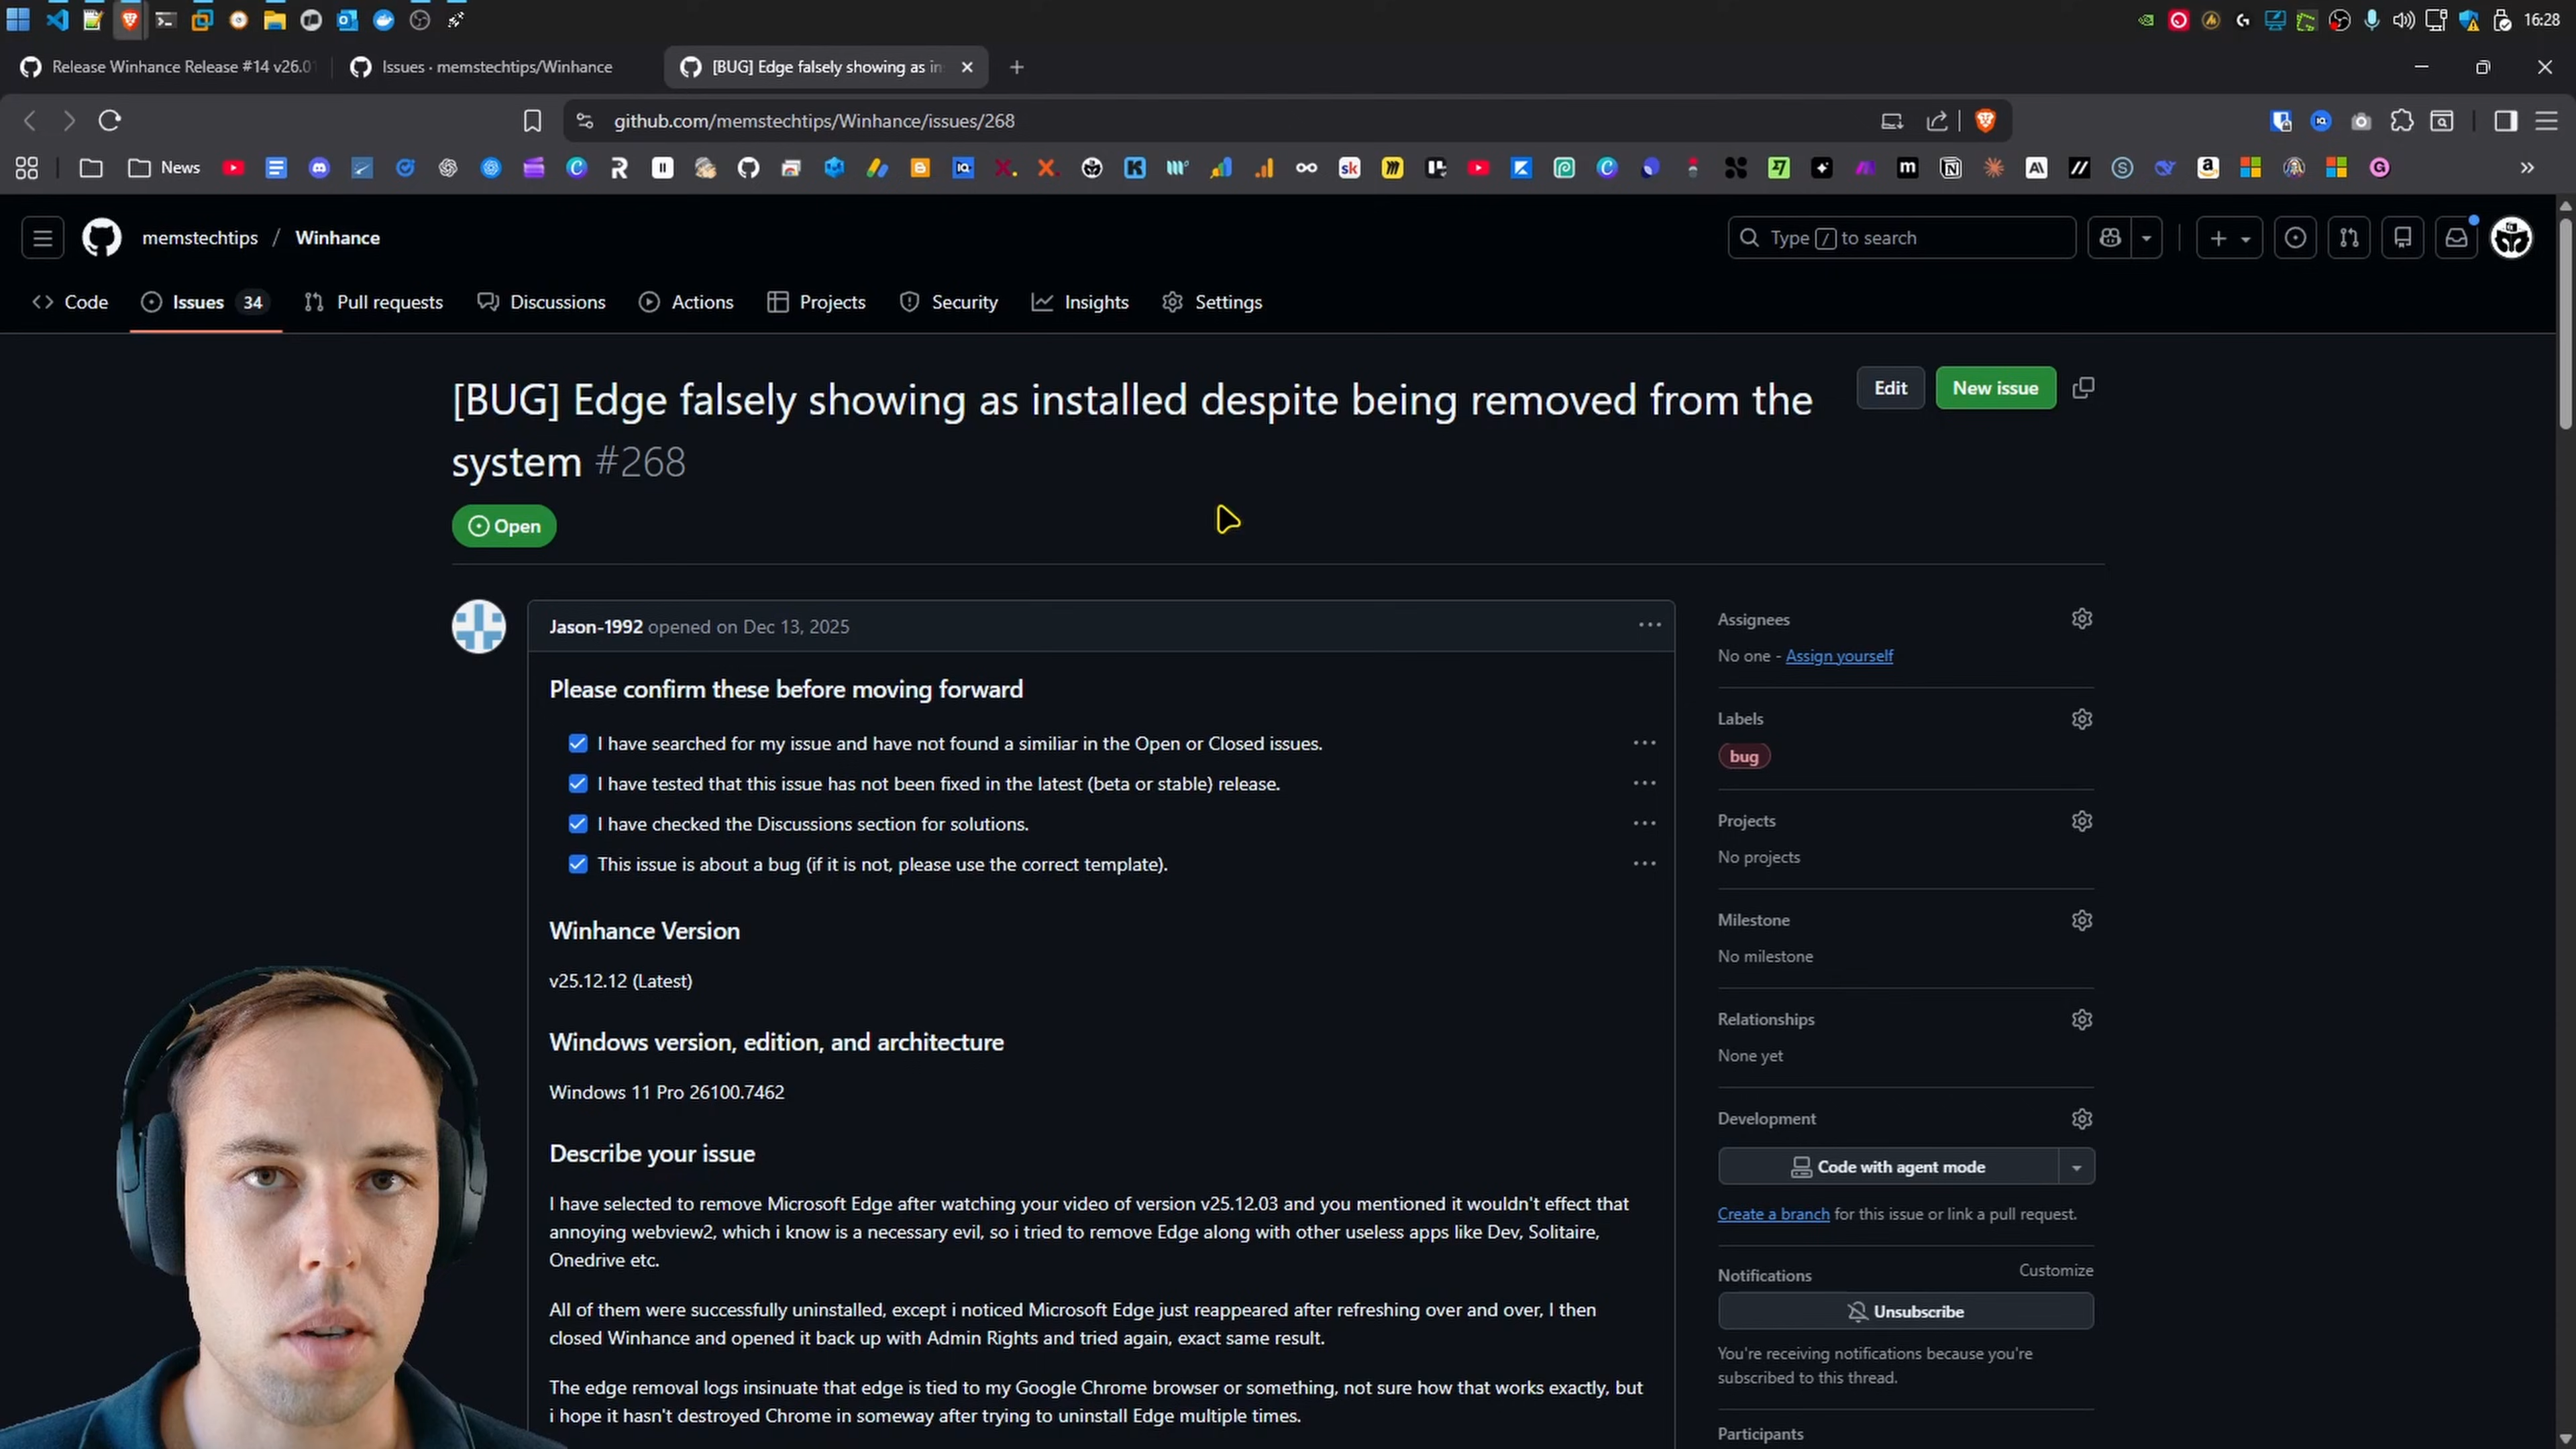 16:28
Release Winhance Release #14 v26.01
Issues · memstechtips/Winhance
[BUG] Edge falsely showing as in
github.com/memstechtips/Winhance/issues/268
News
memstechtips / Winhance
Type / to search
Code
Issues 34
Pull requests
Discussions
Actions
Projects
Security
Insights
Settings
[BUG] Edge falsely showing as installed despite being removed from the
system #268
Edit
New issue
Open
Jason-1992 opened on Dec 13, 2025
Please confirm these before moving forward
I have searched for my issue and have not found a similiar in the Open or Closed issues.
I have tested that this issue has not been fixed in the latest (beta or stable) release.
I have checked the Discussions section for solutions.
This issue is about a bug (if it is not, please use the correct template).
Winhance Version
v25.12.12 (Latest)
Windows version, edition, and architecture
Windows 11 Pro 26100.7462
Describe your issue
I have selected to remove Microsoft Edge after watching your video of version v25.12.03 and you mentioned it wouldn't effect that
annoying webview2, which i know is a necessary evil, so i tried to remove Edge along with other useless apps like Dev, Solitaire,
Onedrive etc.
All of them were successfully uninstalled, except i noticed Microsoft Edge just reappeared after refreshing over and over, I then
closed Winhance and opened it back up with Admin Rights and tried again, exact same result.
The edge removal logs insinuate that edge is tied to my Google Chrome browser or something, not sure how that works exactly, but
i hope it hasn't destroyed Chrome in someway after trying to uninstall Edge multiple times.
Assignees
No one - Assign yourself
Labels
bug
Projects
No projects
Milestone
No milestone
Relationships
None yet
Development
Code with agent mode
Create a branch for this issue or link a pull request.
Notifications
Customize
Unsubscribe
You're receiving notifications because you're
subscribed to this thread.
Participants